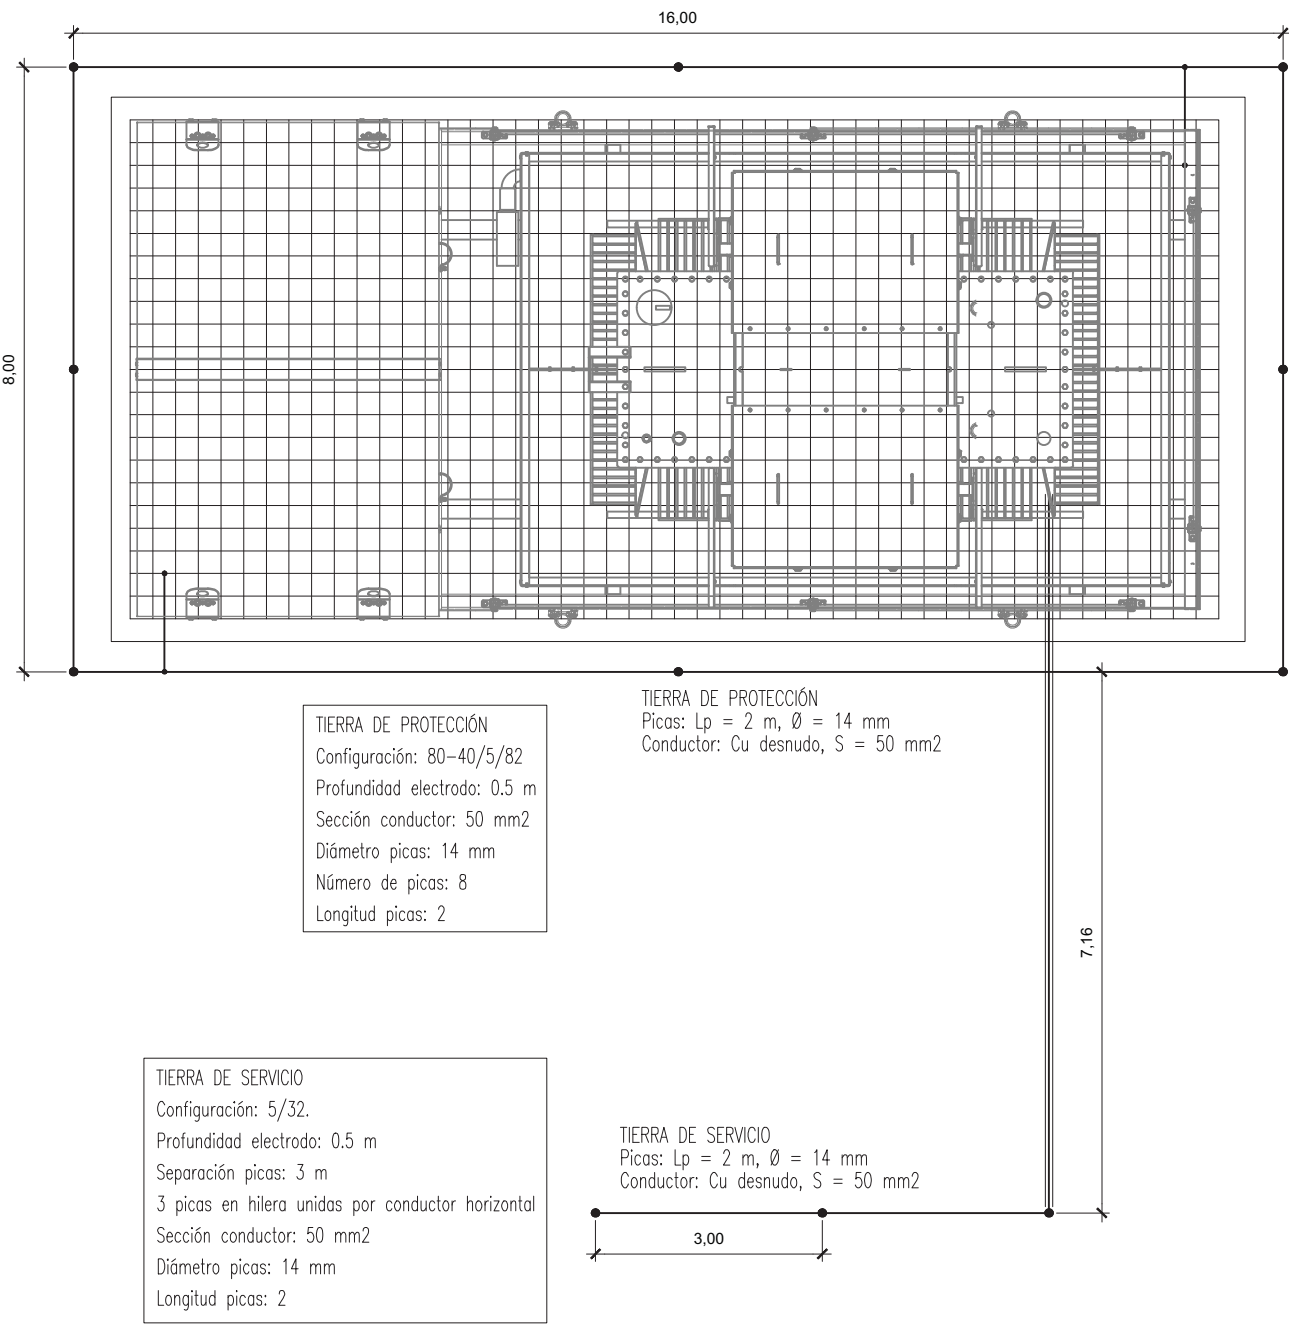 16,00
8,00
TIERRA DE PROTECCIÓN
Picas: Lp = 2 m, Ø = 14 mm
Conductor: Cu desnudo, S = 50 mm2
TIERRA DE PROTECCIÓN
Configuración: 80-40/5/82
Profundidad electrodo: 0.5 m
Sección conductor: 50 mm2
Diámetro picas: 14 mm
Número de picas: 8
Longitud picas: 2
7,16
TIERRA DE SERVICIO
Configuración: 5/32.
Profundidad electrodo: 0.5 m
Separación picas: 3 m
3 picas en hilera unidas por conductor horizontal
Sección conductor: 50 mm2
Diámetro picas: 14 mm
Longitud picas: 2
TIERRA DE SERVICIO
Picas: Lp = 2 m, Ø = 14 mm
Conductor: Cu desnudo, S = 50 mm2
3,00